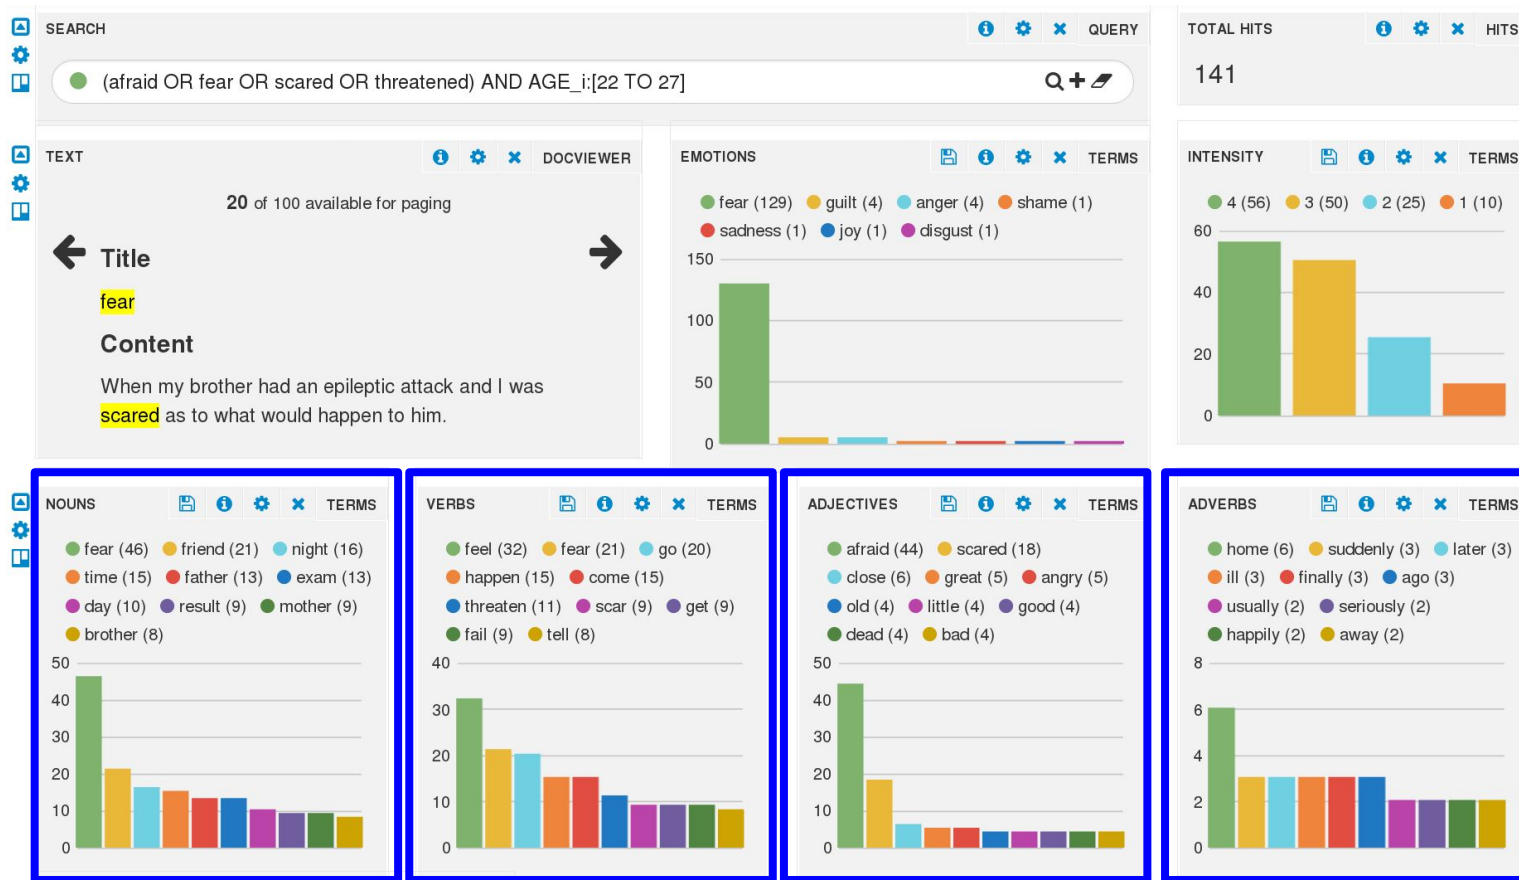 SEARCH QUERY
(afraid OR fear OR scared OR threatened) AND AGE_i:[22 TO 27]
TOTAL HITS HITS
141
TEXT DOCVIEWER
20 of 100 available for paging
Title
fear
Content
When my brother had an epileptic attack and I was
scared as to what would happen to him.
EMOTIONS TERMS
fear (129) guilt (4) anger (4) shame (1)
sadness (1) joy (1) disgust (1)
150
100
50
0
INTENSITY TERMS
4 (56) 3 (50) 2 (25) 1 (10)
60
40
20
0
NOUNS TERMS
fear (46) friend (21) night (16)
time (15) father (13) exam (13)
day (10) result (9) mother (9)
brother (8)
50
40
30
20
10
0
VERBS TERMS
feel (32) fear (21) go (20)
happen (15) come (15)
threaten (11) scar (9) get (9)
fail (9) tell (8)
40
30
20
10
0
ADJECTIVES TERMS
afraid (44) scared (18)
close (6) great (5) angry (5)
old (4) little (4) good (4)
dead (4) bad (4)
50
40
30
20
10
0
ADVERBS TERMS
home (6) suddenly (3) later (3)
ill (3) finally (3) ago (3)
usually (2) seriously (2)
happily (2) away (2)
8
6
4
2
0